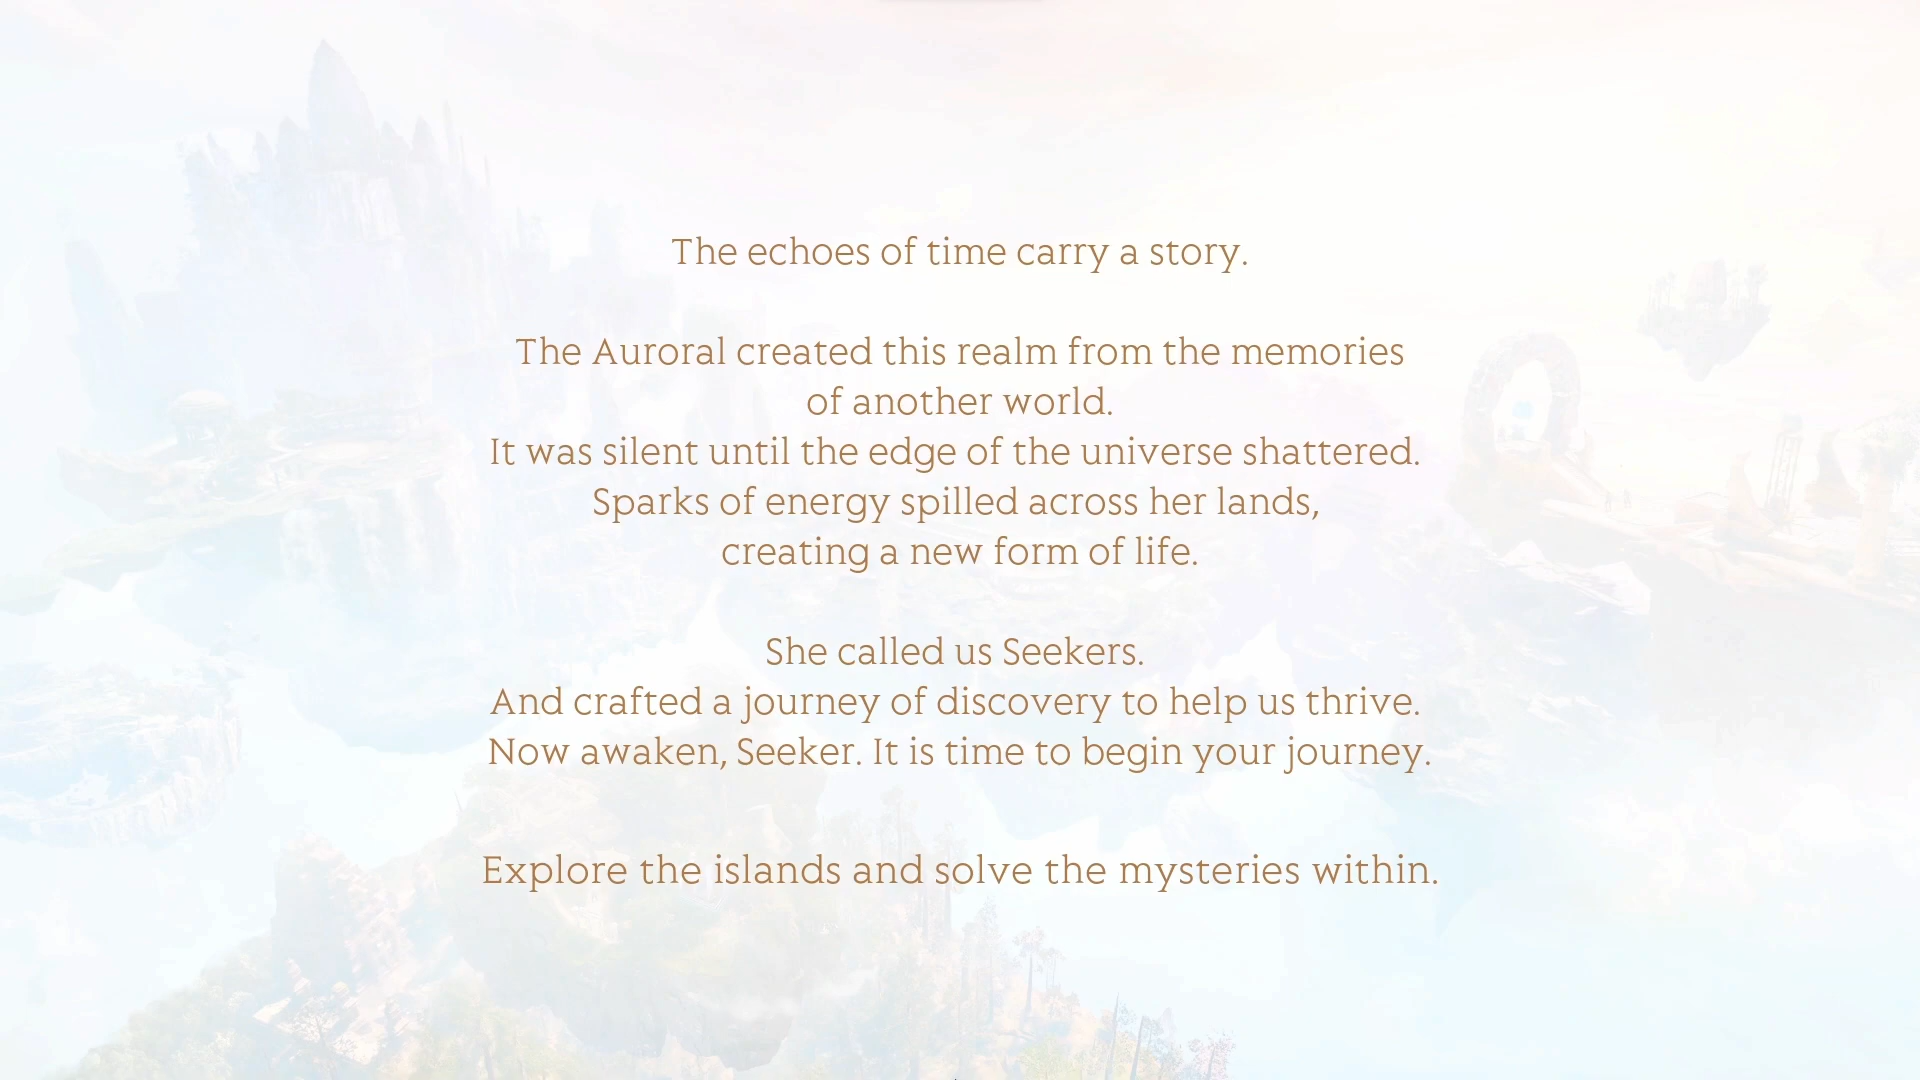 The echoes of time carry a story.
The Auroral created this realm from the memories
of another world.
It was silent until the edge of the universe shattered.
Sparks of energy spilled across her lands,
creating a new form of life.
She called us Seekers.
And crafted a journey of discovery to help us thrive.
Now awaken, Seeker. It is time to begin your journey.
Explore the islands and solve the mysteries within.